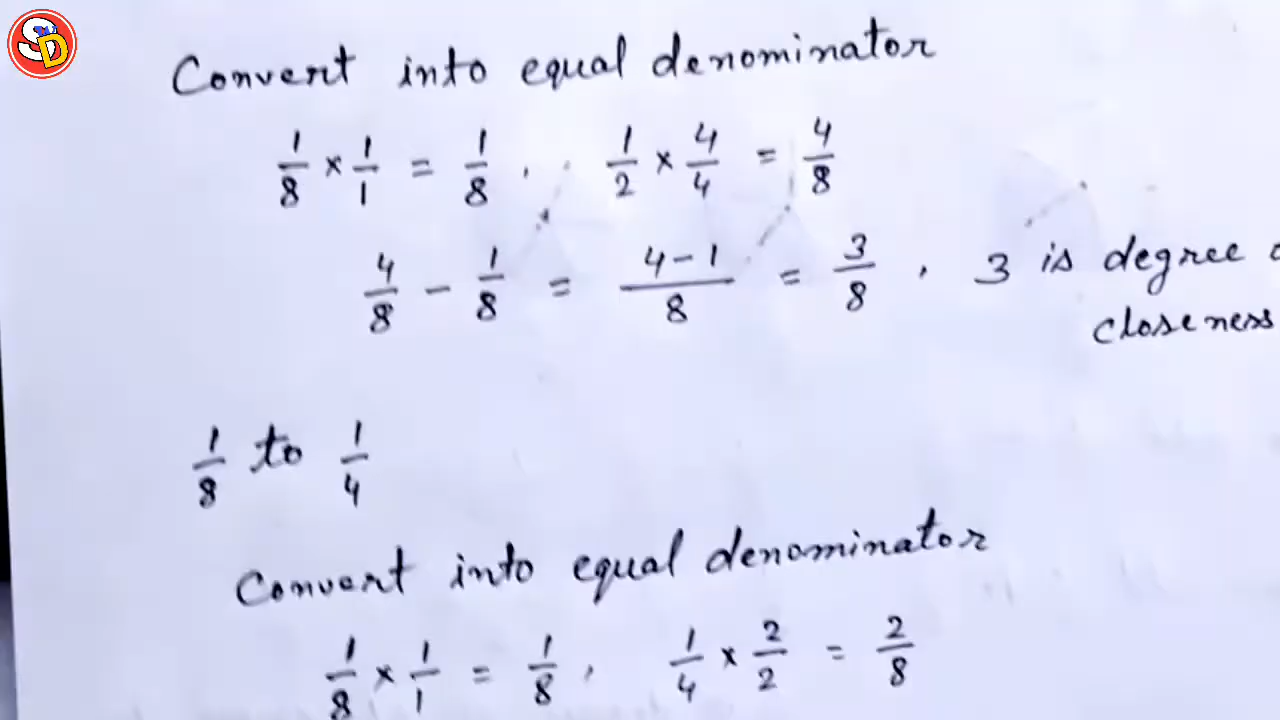 SD
Convert into equal denominator
1/8 × 1/1 = 1/8 , 1/2 × 4/4 = 4/8
4/8 - 1/8 = 4-1/8 = 3/8 , 3 is degree
closeness
1/8 to 1/4
Convert into equal denominator
1/8 × 1/1 = 1/8 , 1/4 × 2/2 = 2/8